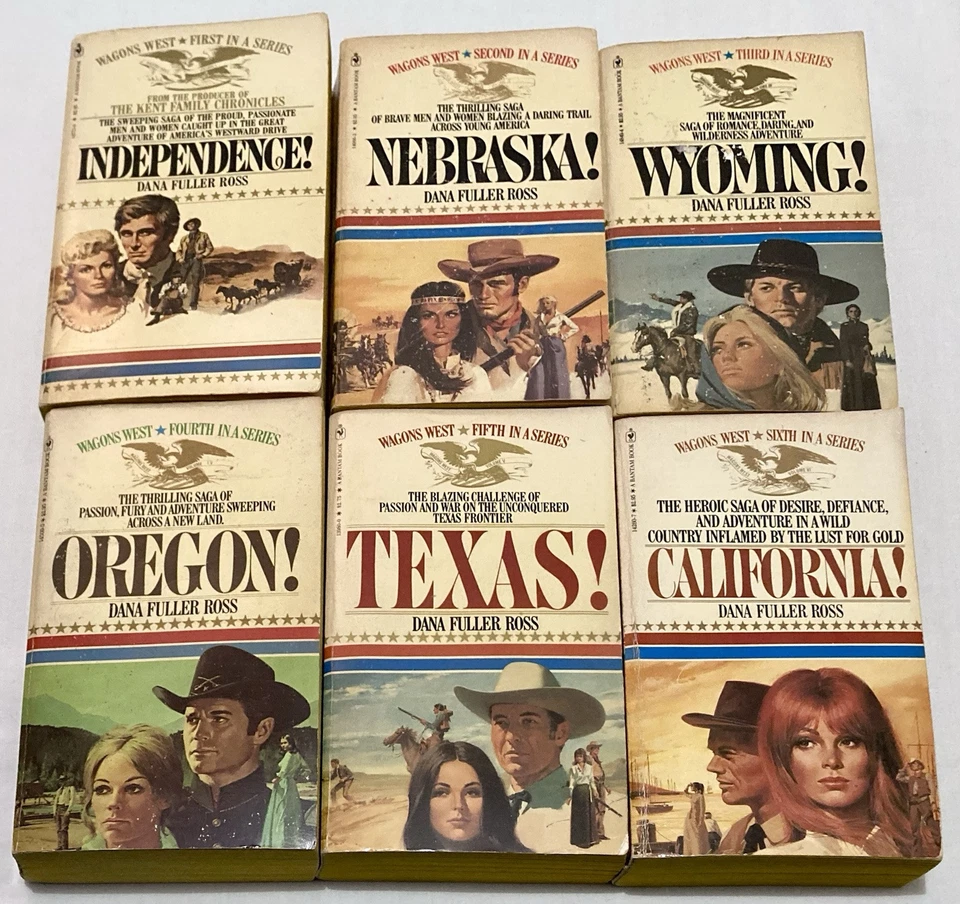 WAGONS WEST ★ FIRST IN A SERIES
FROM THE PRODUCER OF
THE KENT FAMILY CHRONICLES
THE SWEEPING SAGA OF THE PROUD, PASSIONATE
MEN AND WOMEN CAUGHT UP IN THE GREAT
ADVENTURE OF AMERICA'S WESTWARD DRIVE
INDEPENDENCE!
DANA FULLER ROSS
WAGONS WEST ★ SECOND IN A SERIES
THE THRILLING SAGA
OF BRAVE MEN AND WOMEN BLAZING A DARING TRAIL
ACROSS YOUNG AMERICA
NEBRASKA!
DANA FULLER ROSS
WAGONS WEST ★ THIRD IN A SERIES
THE MAGNIFICENT
SAGA OF ROMANCE, DARING, AND
WILDERNESS ADVENTURE
WYOMING!
DANA FULLER ROSS
A BANTAM BOOK
WAGONS WEST ★ FOURTH IN A SERIES
THE THRILLING SAGA OF
PASSION, FURY AND ADVENTURE SWEEPING
ACROSS A NEW LAND.
OREGON!
DANA FULLER ROSS
WAGONS WEST ★ FIFTH IN A SERIES
THE BLAZING CHALLENGE OF
PASSION AND WAR ON THE UNCONQUERED
TEXAS FRONTIER
TEXAS!
DANA FULLER ROSS
A BANTAM BOOK
WAGONS WEST ★ SIXTH IN A SERIES
THE HEROIC SAGA OF DESIRE, DEFIANCE,
AND ADVENTURE IN A WILD
COUNTRY INFLAMED BY THE LUST FOR GOLD
CALIFORNIA!
DANA FULLER ROSS
A BANTAM BOOK